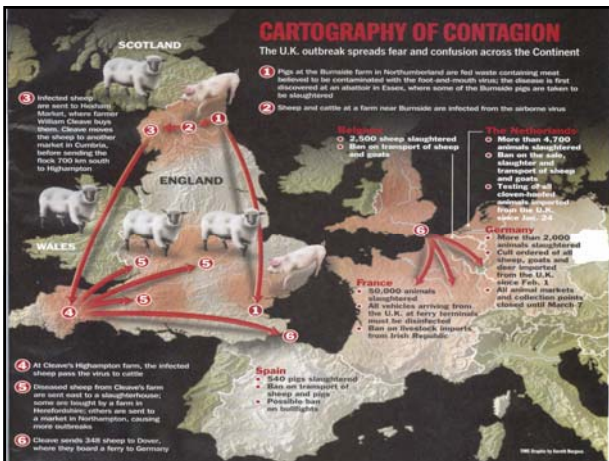 CARTOGRAPHY OF CONTAGION
The U.K. outbreak spreads fear and confusion across the Continent
1 Pigs at the Burnside farm in Northumberland are fed waste containing meat
believed to be contaminated with the foot-and-mouth virus; the disease is first
discovered at an abattoir in Essex, where some of the Burnside pigs are taken to
be slaughtered
2 Sheep and cattle at a farm near Burnside are infected from the airborne virus
SCOTLAND
3 Infected sheep
are sent to Hexham
Market, where farmer
William Cleave buys
them. Cleave moves
the sheep to another
market in Cumbria,
before sending the
flock 700 km south
to Highampton
3
2
1
ENGLAND
WALES
5
5
5
4
1
6
Belgium
• 2,500 sheep slaughtered
• Ban on transport of sheep
and goats
The Netherlands
• More than 4,700
animals slaughtered
• Ban on the sale,
slaughter and
transport of sheep
and goats
• Testing of all
cloven-hoofed
animals imported
from the U.K.
since Jan. 24
6
Germany
• More than 2,000
animals slaughtered
• Cull ordered of all
sheep, goats and
deer imported
from the U.K.
since Feb. 1
• All animal markets
and collection points
closed until March 7
France
• 50,000 animals
slaughtered
• All vehicles arriving from
the U.K. at ferry terminals
must be disinfected
• Ban on livestock imports
from Irish Republic
Spain
• 540 pigs slaughtered
• Ban on transport of
sheep and pigs
• Possible ban
on bullfights
4 At Cleave's Highampton farm, the infected
sheep pass the virus to cattle
5 Diseased sheep from Cleave's farm
are sent east to a slaughterhouse;
some are bought by a farm in
Herefordshire; others are sent to
a market in Northampton, causing
more outbreaks
6 Cleave sends 348 sheep to Dover,
where they board a ferry to Germany
TIME Graphic by